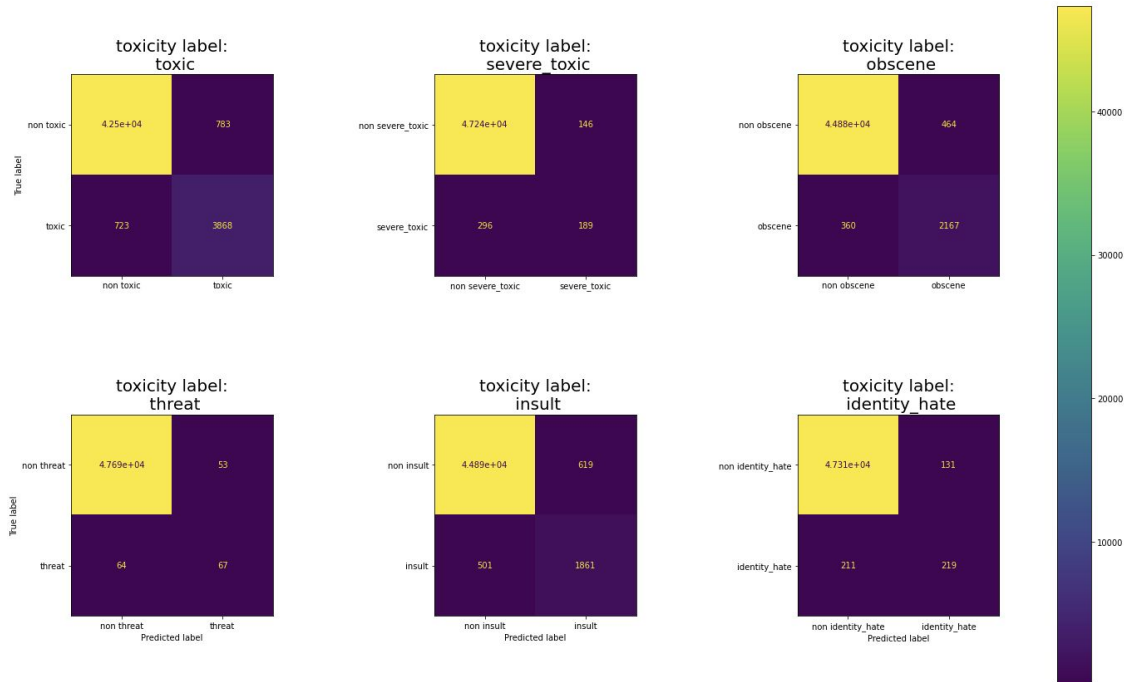 toxicity label:
toxic
toxicity label:
severe_toxic
toxicity label:
obscene
non toxic
4.25e+04
783
non severe_toxic
4.724e+04
146
non obscene
4.488e+04
464
True label
toxic
723
3868
severe_toxic
296
189
obscene
360
2167
non toxic
toxic
non severe_toxic
severe_toxic
non obscene
obscene
toxicity label:
threat
toxicity label:
insult
toxicity label:
identity_hate
non threat
4.769e+04
53
non insult
4.489e+04
619
non identity_hate
4.731e+04
131
True label
threat
64
67
insult
501
1861
identity_hate
211
219
non threat
threat
Predicted label
non insult
insult
non identity_hate
identity_hate
Predicted label
40000
30000
20000
10000